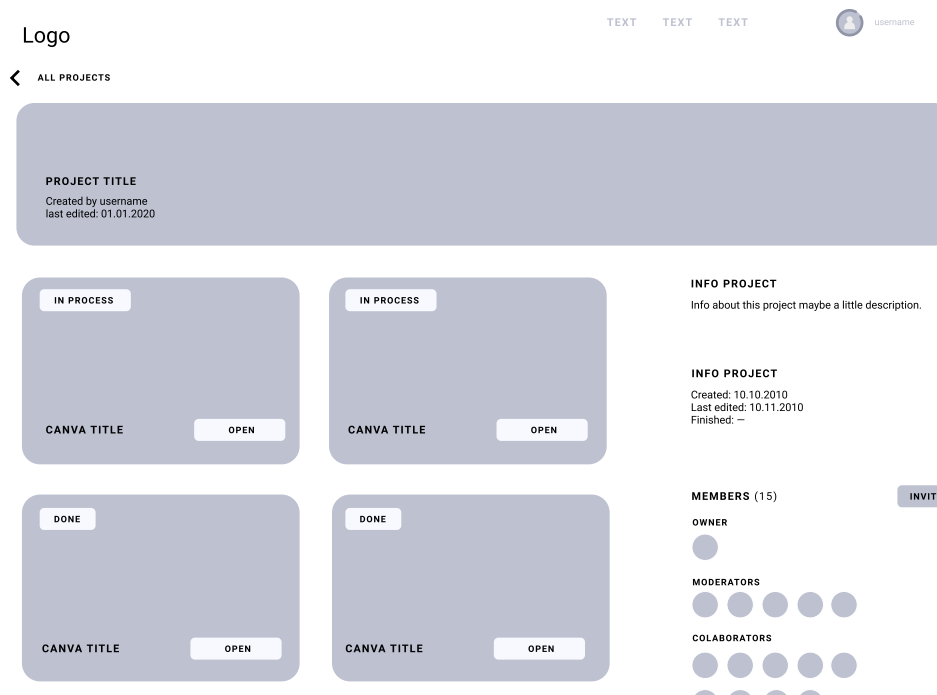 Logo
TEXT TEXT TEXT
username
ALL PROJECTS
PROJECT TITLE
Created by username
last edited: 01.01.2020
IN PROCESS
CANVA TITLE
OPEN
IN PROCESS
CANVA TITLE
OPEN
DONE
CANVA TITLE
OPEN
DONE
CANVA TITLE
OPEN
INFO PROJECT
Info about this project maybe a little description.
INFO PROJECT
Created: 10.10.2010
Last edited: 10.11.2010
Finished: —
MEMBERS (15)
INVIT
OWNER
MODERATORS
COLABORATORS